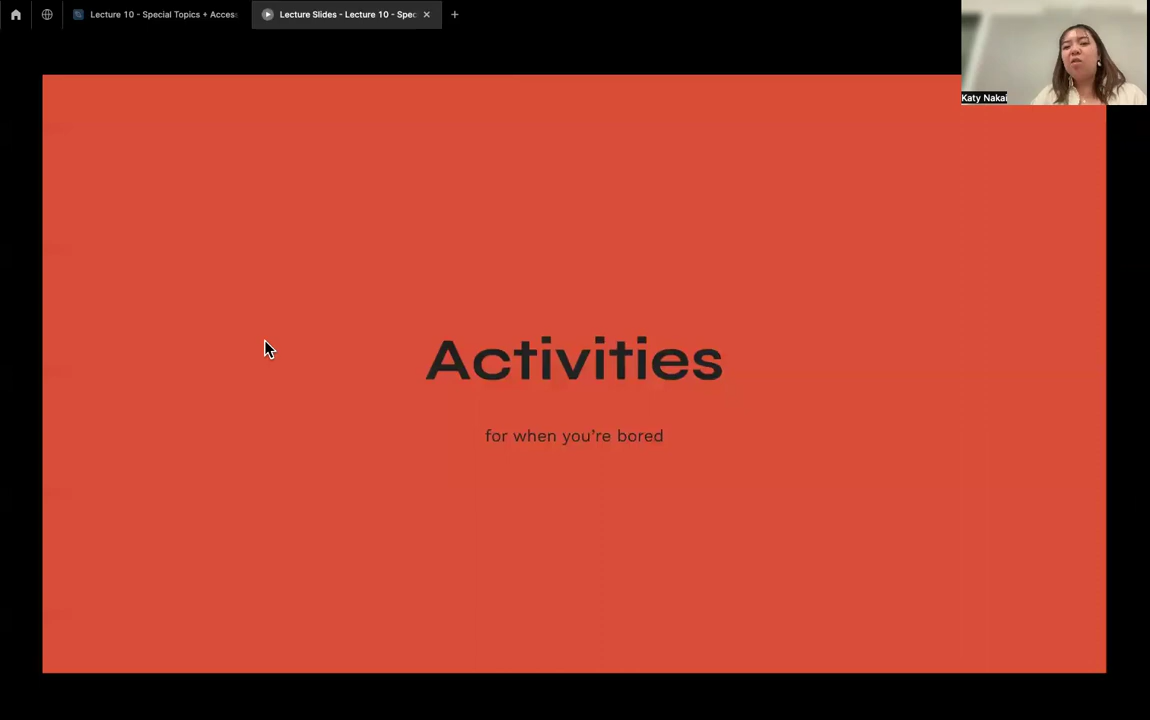 Lecture 10 - Special Topics + Acces
Lecture Slides - Lecture 10 - Spec
Katy Nakai
Activities
for when you're bored